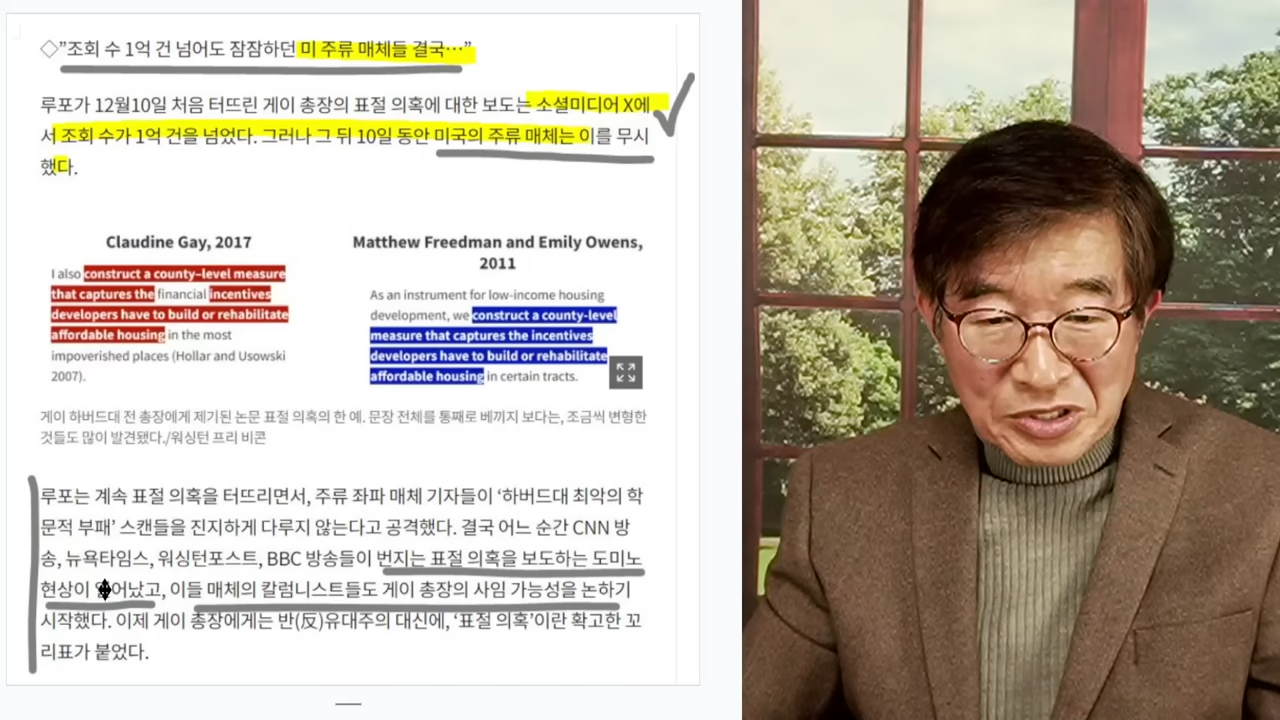 ◇”조회 수 1억 건 넘어도 잠잠하던 미 주류 매체들 결국…”
루포가 12월10일 처음 터뜨린 게이 총장의 표절 의혹에 대한 보도는 소셜미디어 X에
서 조회 수가 1억 건을 넘었다. 그러나 그 뒤 10일 동안 미국의 주류 매체는 이를 무시
했다.
Claudine Gay, 2017
I also construct a county-level measure
that captures the financial incentives
developers have to build or rehabilitate
affordable housing in the most
impoverished places (Hollar and Usowski
2007).
Matthew Freedman and Emily Owens,
2011
As an instrument for low-income housing
development, we construct a county-level
measure that captures the incentives
developers have to build or rehabilitate
affordable housing in certain tracts.
게이 하버드대 전 총장에게 제기된 논문 표절 의혹의 한 예. 문장 전체를 통째로 베끼지 보다는, 조금씩 변형한
것들도 많이 발견됐다./워싱턴 프리 비콘
루포는 계속 표절 의혹을 터뜨리면서, 주류 좌파 매체 기자들이 ‘하버드대 최악의 학
문적 부패’ 스캔들을 진지하게 다루지 않는다고 공격했다. 결국 어느 순간 CNN 방
송, 뉴욕타임스, 워싱턴포스트, BBC 방송들이 번지는 표절 의혹을 보도하는 도미노
현상이 이들 매체의 칼럼니스트들도 게이 총장의 사임 가능성을 논하기
시작했다. 이제 게이 총장에게는 반(反)유대주의 대신에, ‘표절 의혹’이란 확고한 꼬
리표가 붙었다.